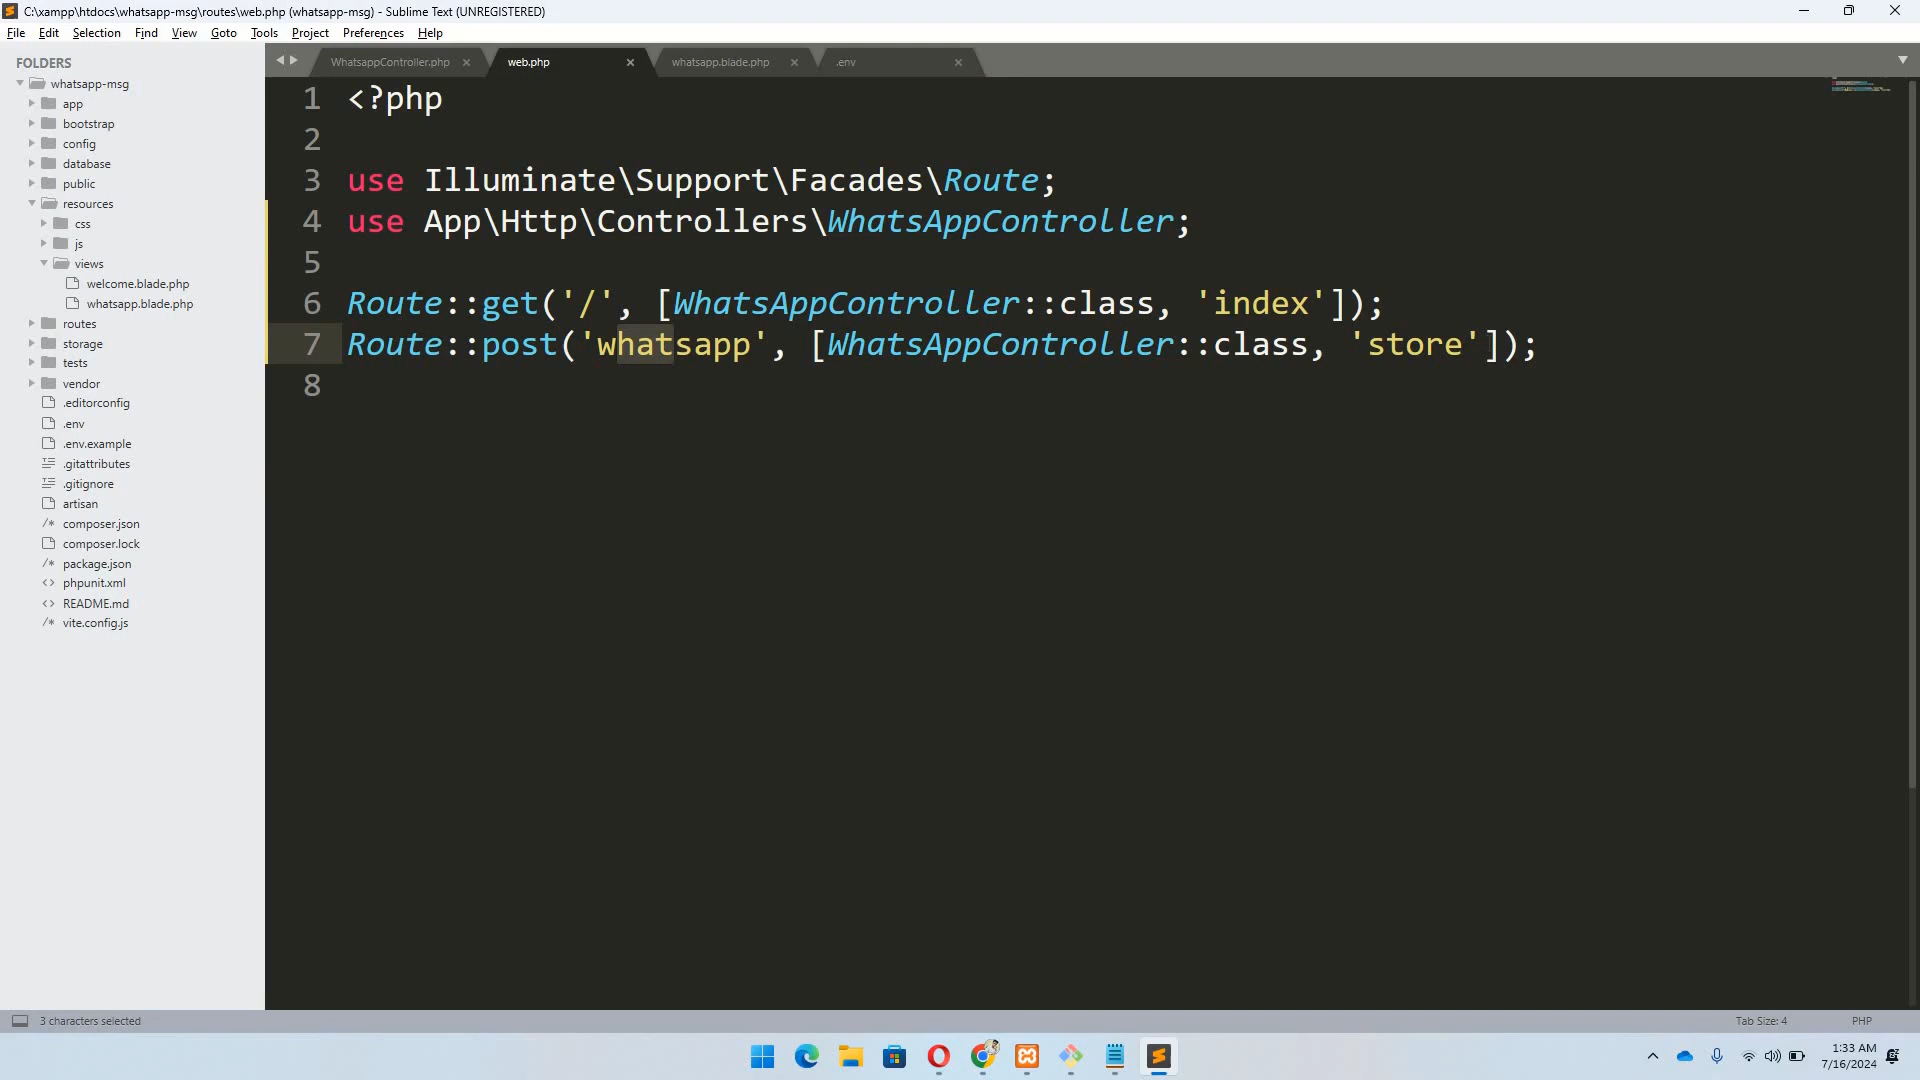 C:\xampp\htdocs\whatsapp-msg\routes\web.php (whatsapp-msg) - Sublime Text (UNREGISTERED)
File Edit Selection Find View Goto Tools Project Preferences Help
FOLDERS
whatsapp-msg
app
bootstrap
config
database
public
resources
css
js
views
welcome.blade.php
whatsapp.blade.php
routes
storage
tests
vendor
.editorconfig
.env
.env.example
.gitattributes
.gitignore
artisan
/* composer.json
composer.lock
/* package.json
<> phpunit.xml
<> README.md
/* vite.config.js
WhatsappController.php × web.php × whatsapp.blade.php × .env ×
1 <?php
2
3 use Illuminate\Support\Facades\Route;
4 use App\Http\Controllers\WhatsAppController;
5
6 Route::get('/', [WhatsAppController::class, 'index']);
7 Route::post('whatsapp', [WhatsAppController::class, 'store']);
8
3 characters selected
Tab Size: 4
PHP
1:33 AM
7/16/2024